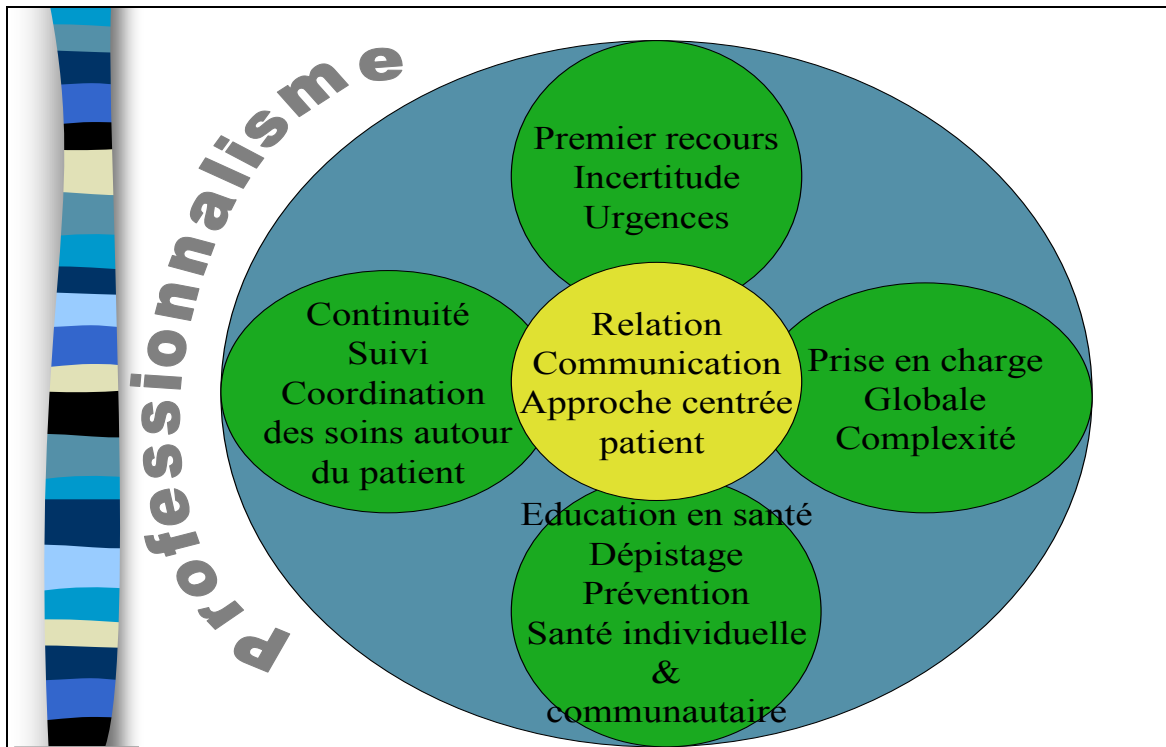 Professionnalisme
Premier recours
Incertitude
Urgences
Continuité
Suivi
Coordination
des soins autour
du patient
Relation
Communication
Approche centrée
patient
Prise en charge
Globale
Complexité
Education en santé
Dépistage
Prévention
Santé individuelle
&
communautaire